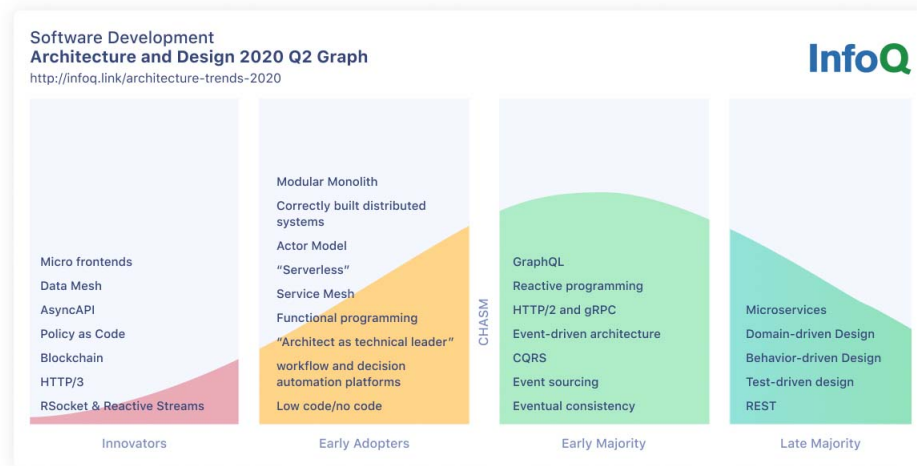 Software Development
Architecture and Design 2020 Q2 Graph
http://infoq.link/architecture-trends-2020
InfoQ
Micro frontends
Data Mesh
AsyncAPI
Policy as Code
Blockchain
HTTP/3
RSocket & Reactive Streams
Innovators
Modular Monolith
Correctly built distributed
systems
Actor Model
“Serverless”
Service Mesh
Functional programming
“Architect as technical leader”
workflow and decision
automation platforms
Low code/no code
Early Adopters
CHASM
GraphQL
Reactive programming
HTTP/2 and gRPC
Event-driven architecture
CQRS
Event sourcing
Eventual consistency
Early Majority
Microservices
Domain-driven Design
Behavior-driven Design
Test-driven design
REST
Late Majority